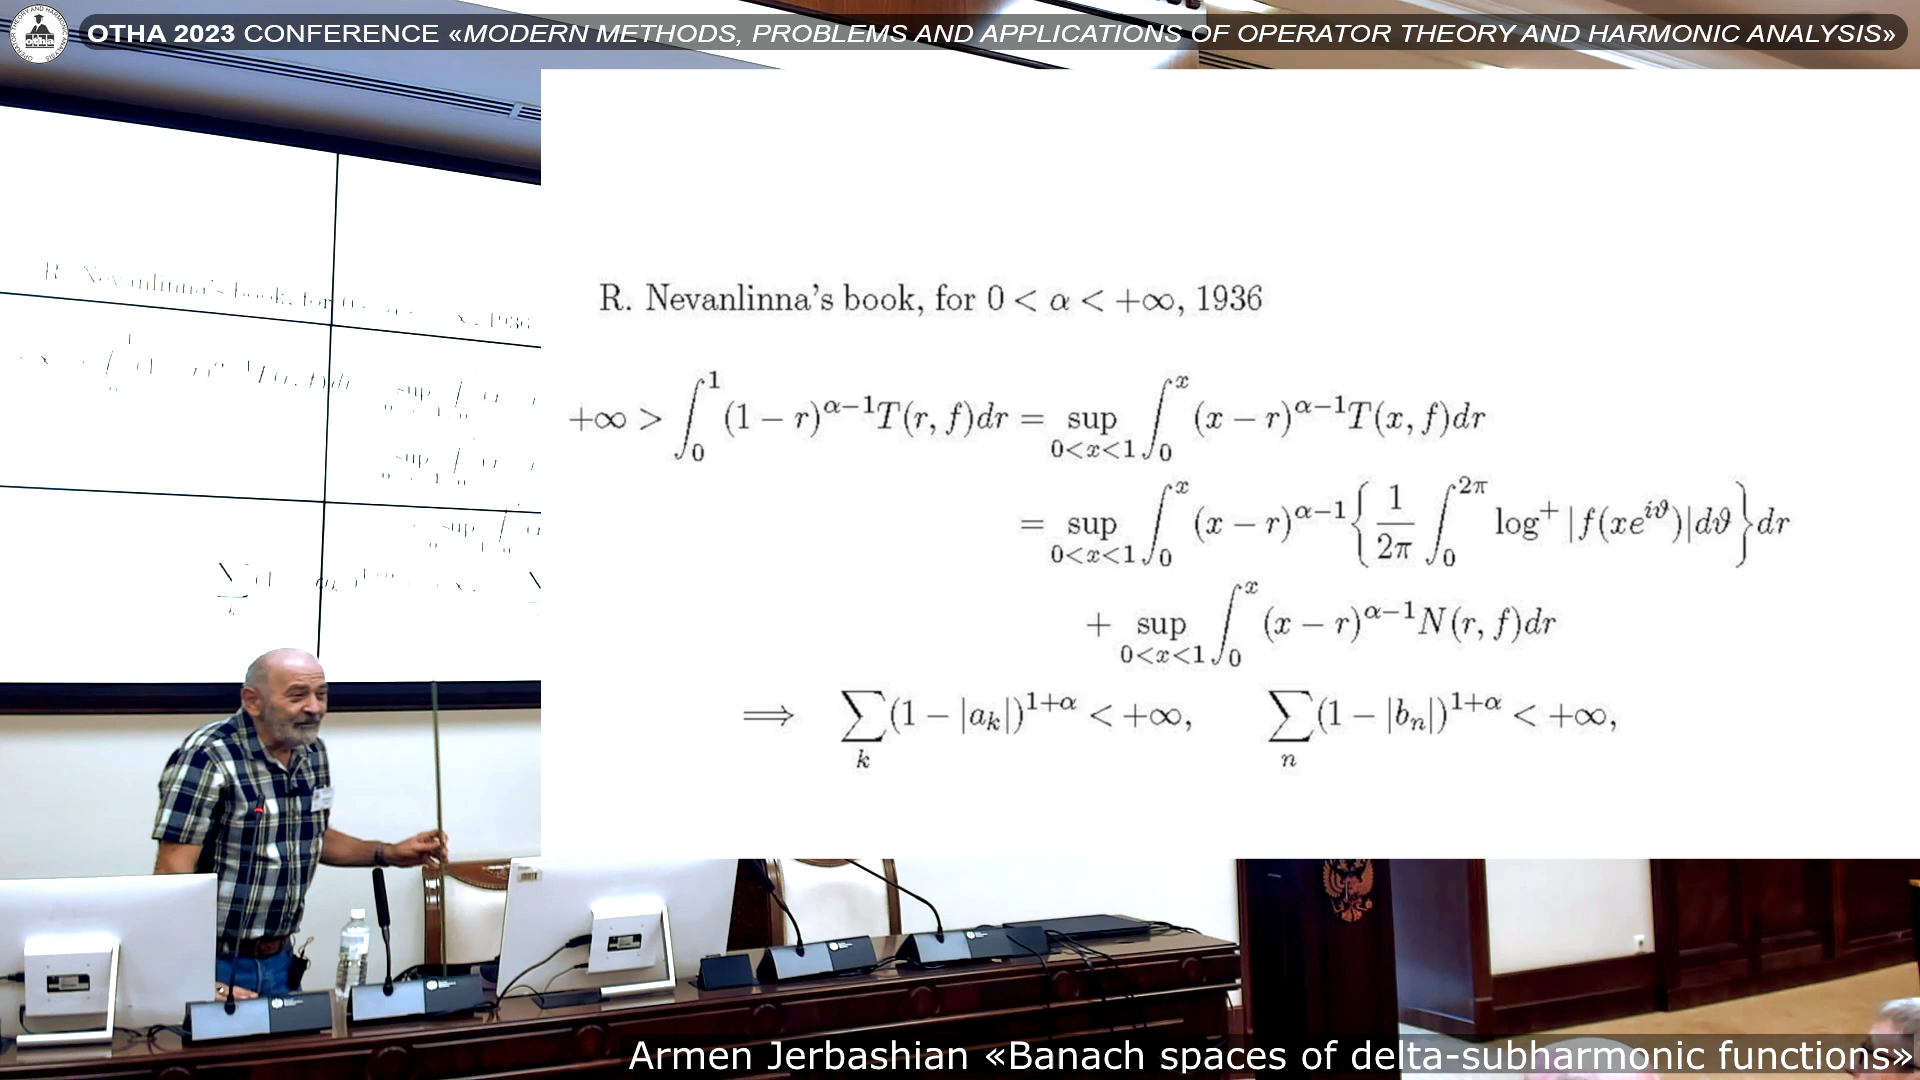 OTHA 2023 CONFERENCE «MODERN METHODS, PROBLEMS AND APPLICATIONS OF OPERATOR THEORY AND HARMONIC ANALYSIS»
R. Nevanlinna's book, for 0 < α < +∞, 1936
+∞ > ∫_0^1 (1 − r)^{α−1} T(r, f)dr = sup_{0<x<1} ∫_0^x (x − r)^{α−1} T(x, f)dr
= sup_{0<x<1} ∫_0^x (x − r)^{α−1} { \frac{1}{2π} ∫_0^{2π} log^+ |f(xe^{iϑ})|dϑ } dr
+ sup_{0<x<1} ∫_0^x (x − r)^{α−1} N(r, f)dr
⟹ ∑_k (1 − |a_k|)^{1+α} < +∞, ∑_n (1 − |b_n|)^{1+α} < +∞,
Armen Jerbashian «Banach spaces of delta-subharmonic functions»